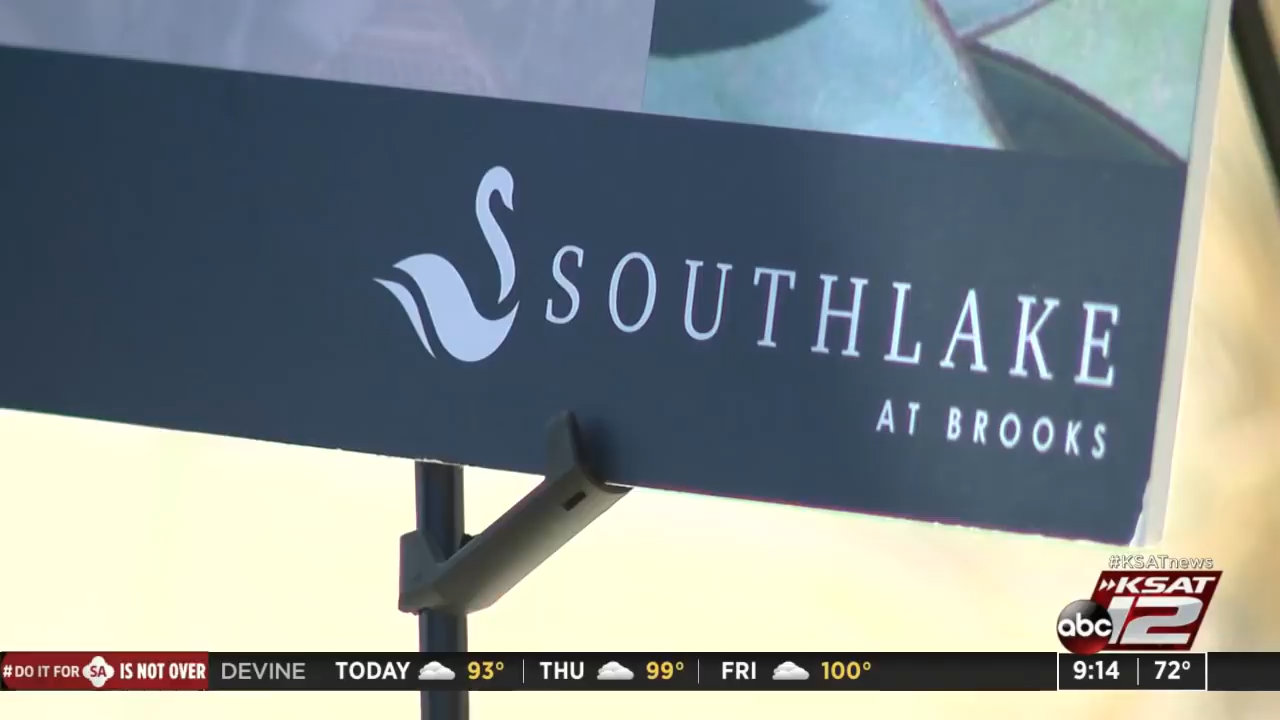 SOUTHLAKE
AT BROOKS
#KSATnews
KSAT
abc 12
#DO IT FOR SA IS NOT OVER DEVINE TODAY 93° THU 99° FRI 100° 9:14 72°